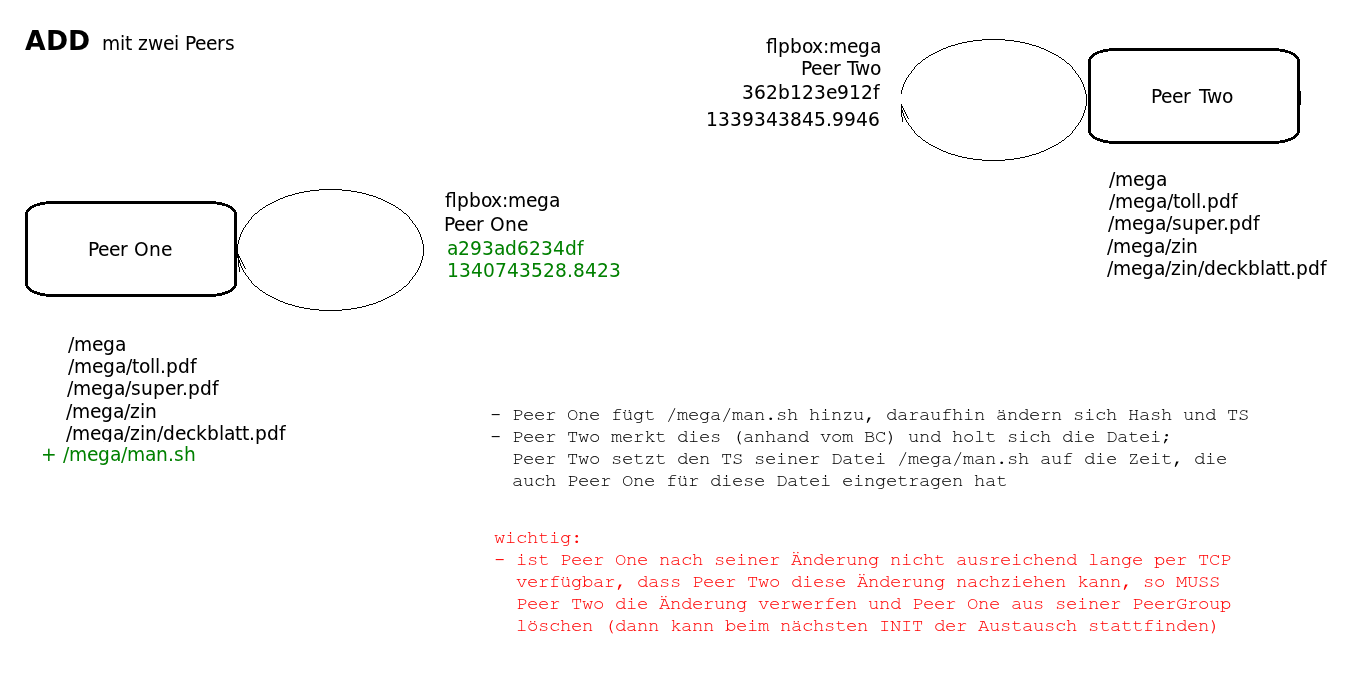 ADD mit zwei Peers
flpbox:mega
Peer Two
362b123e912f
1339343845.9946
Peer Two
/mega
/mega/toll.pdf
/mega/super.pdf
/mega/zin
/mega/zin/deckblatt.pdf
Peer One
flpbox:mega
Peer One
a293ad6234df
1340743528.8423
/mega
/mega/toll.pdf
/mega/super.pdf
/mega/zin
/mega/zin/deckblatt.pdf
+ /mega/man.sh
- Peer One fügt /mega/man.sh hinzu, daraufhin ändern sich Hash und TS
- Peer Two merkt dies (anhand vom BC) und holt sich die Datei;
Peer Two setzt den TS seiner Datei /mega/man.sh auf die Zeit, die
auch Peer One für diese Datei eingetragen hat
wichtig:
- ist Peer One nach seiner Änderung nicht ausreichend lange per TCP
verfügbar, dass Peer Two diese Änderung nachziehen kann, so MUSS
Peer Two die Änderung verwerfen und Peer One aus seiner PeerGroup
löschen (dann kann beim nächsten INIT der Austausch stattfinden)